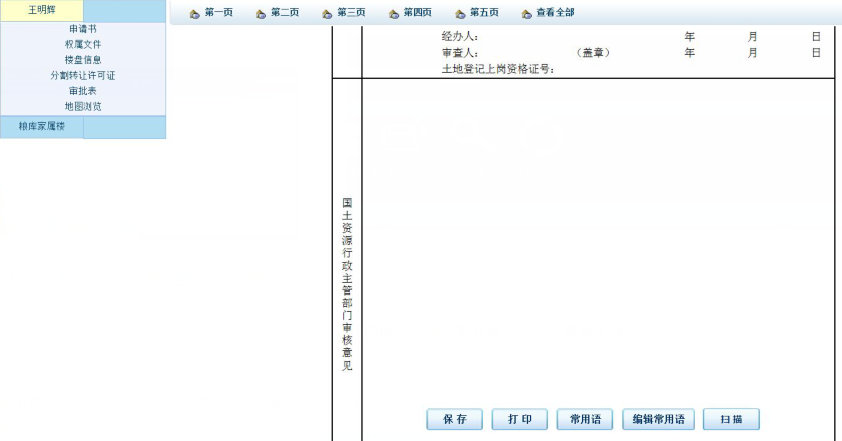 王明辉
申请书
权属文件
楼盘信息
分割转让许可证
审批表
地图浏览
粮库家属楼
第一页 第二页 第三页 第四页 第五页 查看全部
经办人： 年 月 日
审查人： （盖章） 年 月 日
土地登记上岗资格证号：
国土资源行政主管部门审核意见
保存 打印 常用语 编辑常用语 扫描